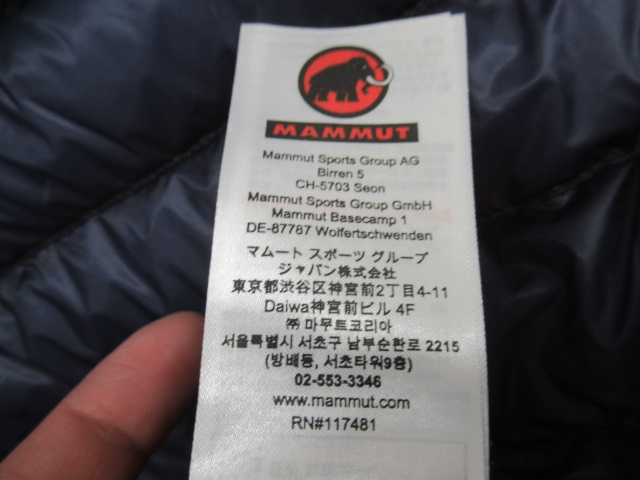 MAMMUT
Mammut Sports Group AG
Birren 5
CH-5703 Seon
Mammut Sports Group GmbH
Mammut Basecamp 1
DE-87787 Wolfertschwenden
マムート スポーツ グループ
ジャパン株式会社
東京都渋谷区神宮前2丁目4-11
Daiwa神宮前ビル 4F
㈜ 마무트코리아
서울특별시 서초구 남부순환로 2215
(방배동, 서초타워9층)
02-553-3346
www.mammut.com
RN#117481